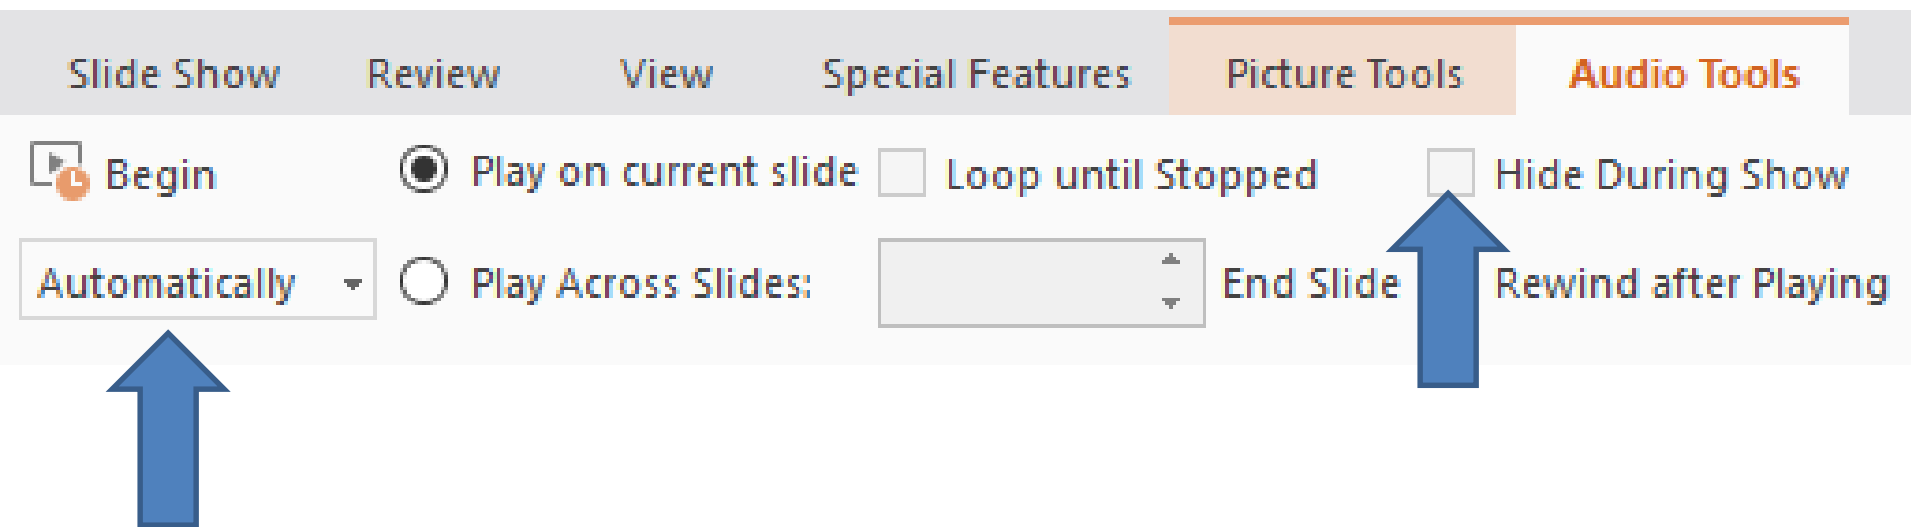 Slide Show Review View Special Features Picture Tools Audio Tools
Begin Play on current slide Loop until Stopped Hide During Show
Automatically Play Across Slides: End Slide Rewind after Playing